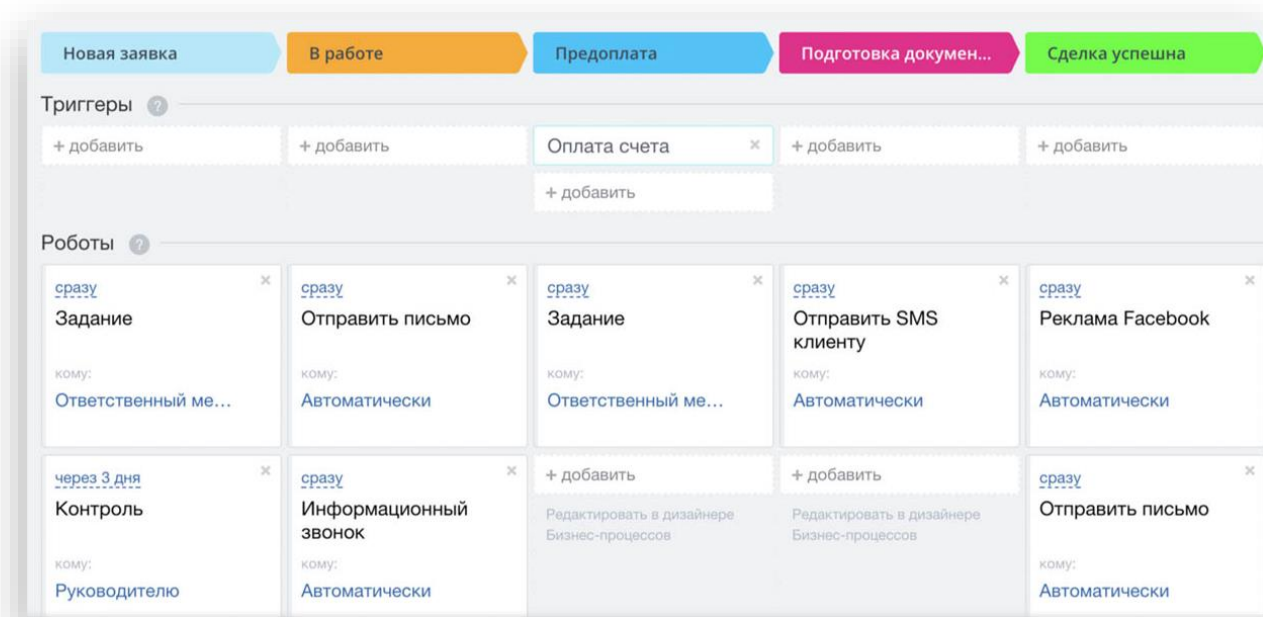 Новая заявка
В работе
Предоплата
Подготовка докумен...
Сделка успешна
Триггеры ?
+ добавить
+ добавить
Оплата счета ×
+ добавить
+ добавить
+ добавить
Роботы ?
сразу ×
Задание
кому:
Ответственный ме...
сразу ×
Отправить письмо
кому:
Автоматически
сразу ×
Задание
кому:
Ответственный ме...
сразу ×
Отправить SMS
клиенту
кому:
Автоматически
сразу ×
Реклама Facebook
кому:
Автоматически
через 3 дня ×
Контроль
кому:
Руководителю
сразу ×
Информационный
звонок
кому:
Автоматически
+ добавить
Редактировать в дизайнере
Бизнес-процессов
+ добавить
Редактировать в дизайнере
Бизнес-процессов
сразу ×
Отправить письмо
кому:
Автоматически